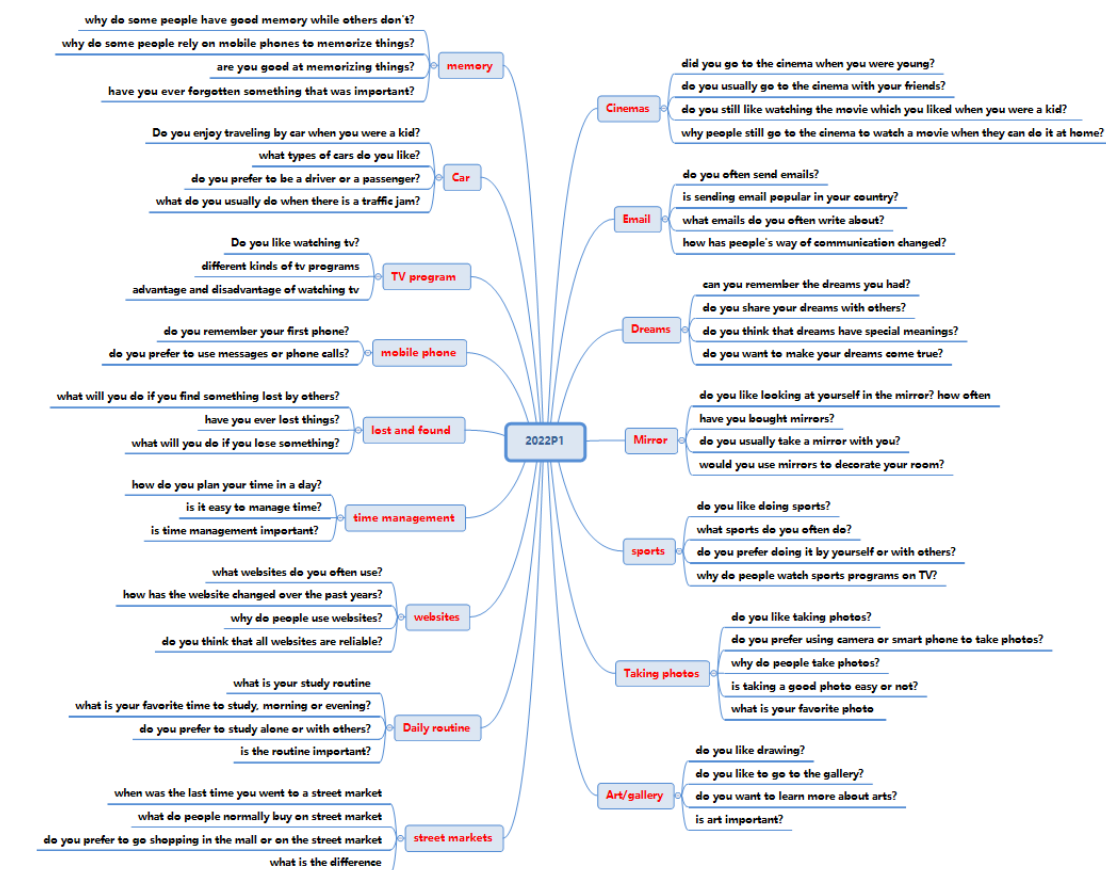 2022P1
memory
why do some people have good memory while others don't?
why do some people rely on mobile phones to memorize things?
are you good at memorizing things?
have you ever forgotten something that was important?
Car
Do you enjoy traveling by car when you were a kid?
what types of cars do you like?
do you prefer to be a driver or a passenger?
what do you usually do when there is a traffic jam?
TV program
Do you like watching tv?
different kinds of tv programs
advantage and disadvantage of watching tv
mobile phone
do you remember your first phone?
do you prefer to use messages or phone calls?
lost and found
what will you do if you find something lost by others?
have you ever lost things?
what will you do if you lose something?
time management
how do you plan your time in a day?
is it easy to manage time?
is time management important?
websites
what websites do you often use?
how has the website changed over the past years?
why do people use websites?
do you think that all websites are reliable?
Daily routine
what is your study routine
what is your favorite time to study, morning or evening?
do you prefer to study alone or with others?
is the routine important?
street markets
when was the last time you went to a street market
what do people normally buy on street market
do you prefer to go shopping in the mall or on the street market
what is the difference
Cinemas
did you go to the cinema when you were young?
do you usually go to the cinema with your friends?
do you still like watching the movie which you liked when you were a kid?
why people still go to the cinema to watch a movie when they can do it at home?
Email
do you often send emails?
is sending email popular in your country?
what emails do you often write about?
how has people's way of communication changed?
Dreams
can you remember the dreams you had?
do you share your dreams with others?
do you think that dreams have special meanings?
do you want to make your dreams come true?
Mirror
do you like looking at yourself in the mirror? how often
have you bought mirrors?
do you usually take a mirror with you?
would you use mirrors to decorate your room?
sports
do you like doing sports?
what sports do you often do?
do you prefer doing it by yourself or with others?
why do people watch sports programs on TV?
Taking photos
do you like taking photos?
do you prefer using camera or smart phone to take photos?
why do people take photos?
is taking a good photo easy or not?
what is your favorite photo
Art/gallery
do you like drawing?
do you like to go to the gallery?
do you want to learn more about arts?
is art important?